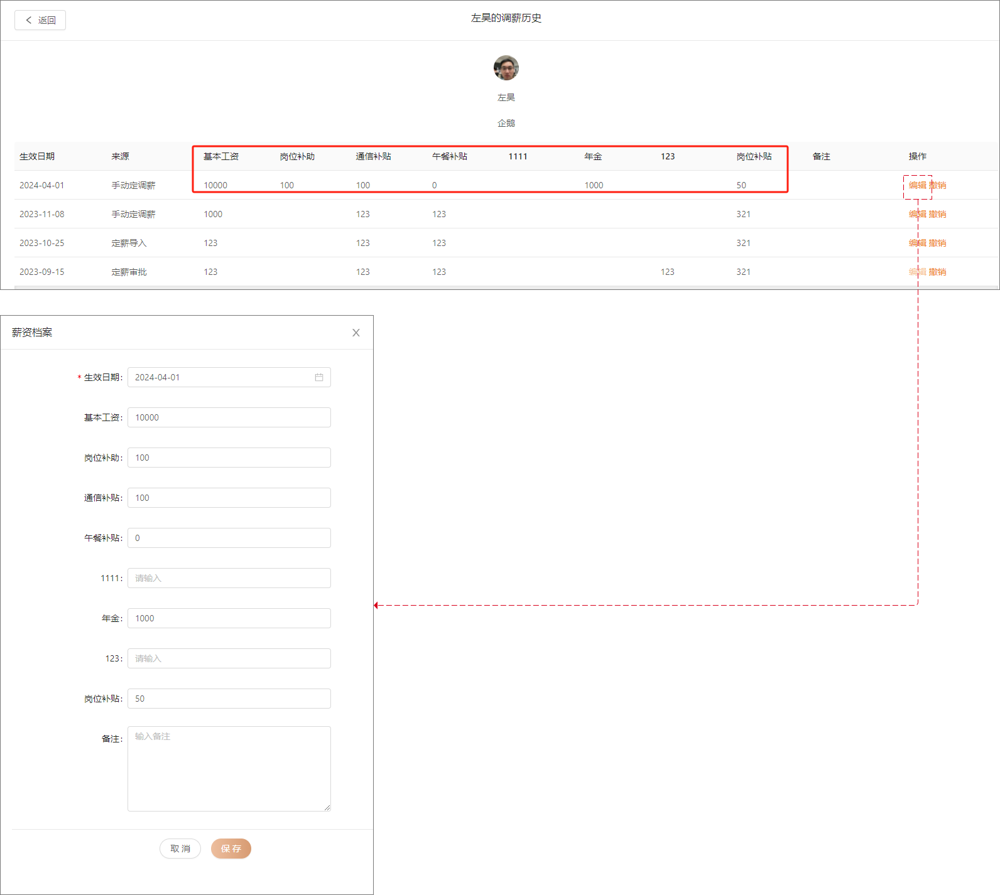 返回
左昊的调薪历史
左昊
企鹅
生效日期 来源 基本工资 岗位补助 通信补贴 午餐补贴 1111 年金 123 岗位补贴 备注 操作
2024-04-01 手动定调薪 10000 100 100 0 1000 50 编辑 撤销
2023-11-08 手动定调薪 1000 123 123 321 编辑 撤销
2023-10-25 定薪导入 123 123 123 321 编辑 撤销
2023-09-15 定薪审批 123 123 123 123 321 编辑 撤销
薪资档案
* 生效日期: 2024-04-01
基本工资: 10000
岗位补助: 100
通信补贴: 100
午餐补贴: 0
1111: 请输入
年金: 1000
123: 请输入
岗位补贴: 50
备注: 输入备注
取 消 保 存